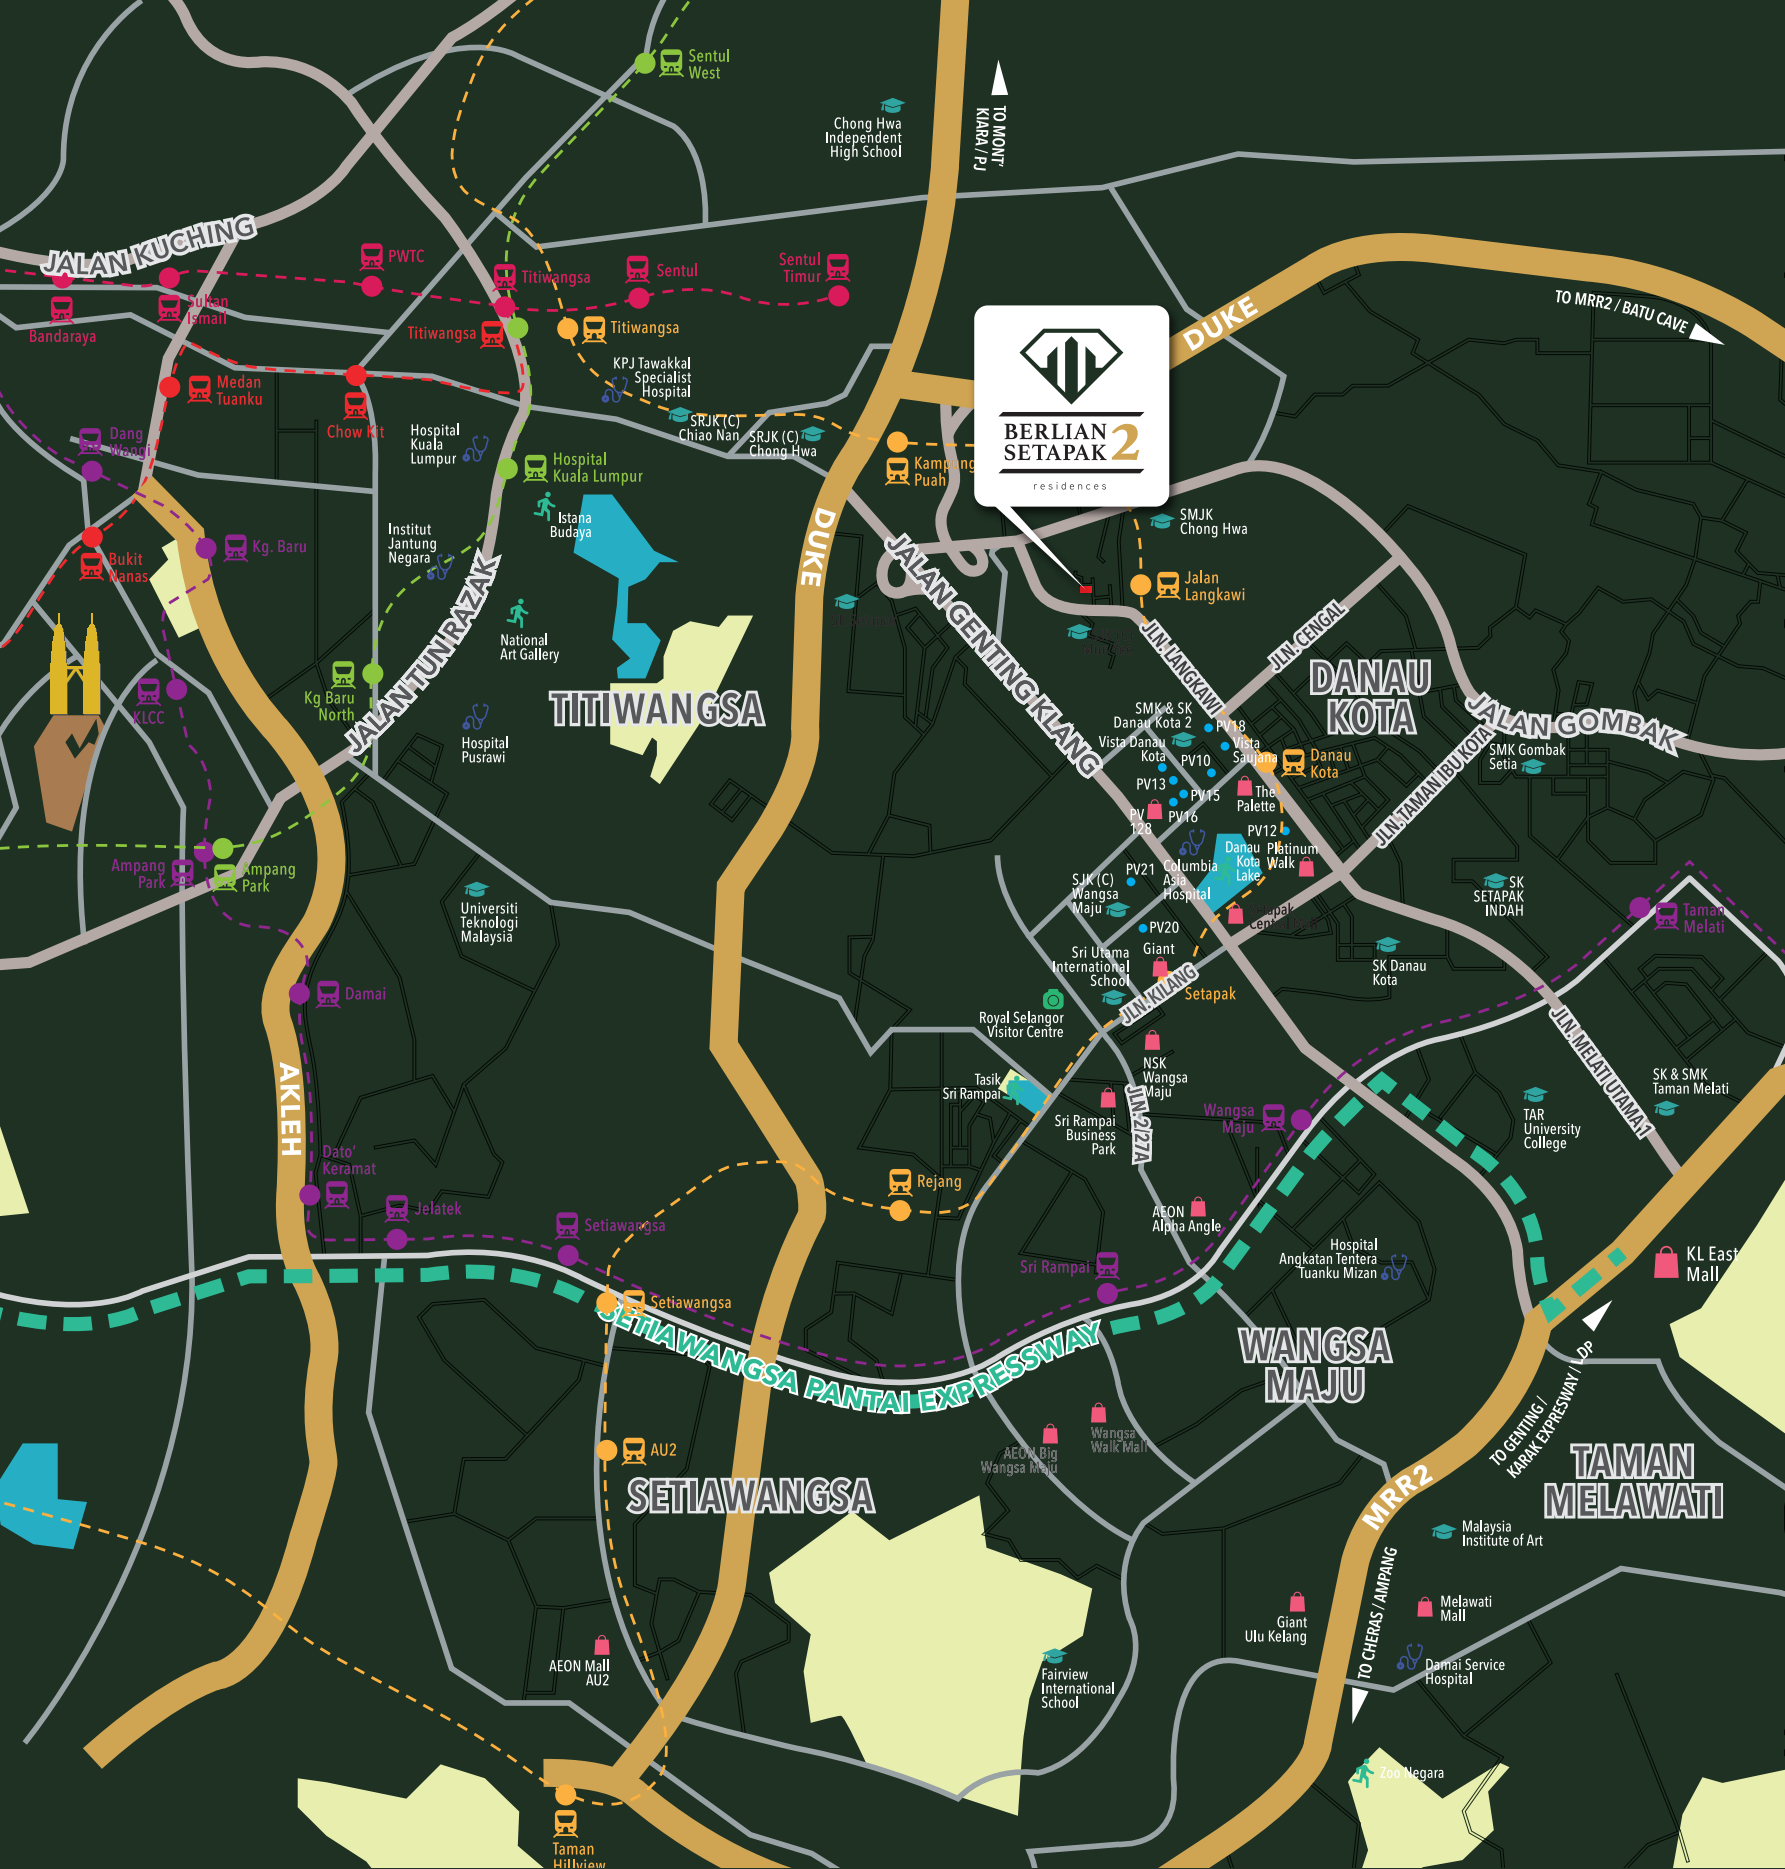 Sentul
West
Chong Hwa
Independent
High School
TO MONT'
KIARA / PJ
JALAN KUCHING
PWTC
Titiwangsa
Sentul
Sentul
Timur
Bandaraya
Sultan
Ismail
Titiwangsa
Titiwangsa
DUKE
TO MRR2 / BATU CAVE
KPJ Tawakkal
Specialist
Hospital
Medan
Tuanku
Chow Kit
SRJK (C)
Chiao Nan
SRJK (C)
Chong Hwa
BERLIAN
SETAPAK 2
residences
Dang
Wangi
Hospital
Kuala
Lumpur
Hospital
Kuala Lumpur
Kampong
Puah
Istana
Budaya
Institut
Jantung
Negara
SMJK
Chong Hwa
Kg. Baru
Bukit
Nanas
DUKE
JALAN GENTING KLANG
Jalan
Langkawi
JALAN TUN RAZAK
National
Art Gallery
JLN. LANGKAWI
JLN. CENGAL
KLCC
Kg Baru
North
TITIWANGSA
DANAU
KOTA
Hospital
Pusrawi
SMK & SK
Danau Kota 2
PV18
JALAN GOMBAK
Vista Danau
Kota
Vista
Saujana
PV10
Danau
Kota
SMK Gombak
Setia
PV13
PV15
The
Palette
PV
128
PV16
JLN. TAMAN IBU KOTA
PV12
Danau
Kota
Lake
Platinum
Walk
Ampang
Park
Ampang
Park
PV21
Columbia
Asia
Hospital
SJK (C)
Wangsa
Maju
SK
SETAPAK
INDAH
Taman
Melati
Universiti
Teknologi
Malaysia
PV20
Giant
Sri Utama
International
School
SK Danau
Kota
Damai
Setapak
JLN. KILANG
Royal Selangor
Visitor Centre
JLN. MELATI UTAMA 1
NSK
Wangsa
Maju
Tasik
Sri Rampai
SK & SMK
Taman Melati
AKLEH
JLN. 2/27A
Sri Rampai
Business
Park
Wangsa
Maju
TAR
University
College
Dato'
Keramat
Rejang
Jelatek
Setiawangsa
AEON
Alpha Angle
Hospital
Angkatan Tentera
Tuanku Mizan
KL East
Mall
Sri Rampai
Setiawangsa
SETIAWANGSA PANTAI EXPRESSWAY
WANGSA
MAJU
TO GENTING /
KARAK EXPRESWAY / LDP
AU2
Wangsa
Walk Mall
AEON Big
Wangsa Maju
SETIAWANGSA
TAMAN
MELAWATI
MRR2
Malaysia
Institute of Art
TO CHERAS / AMPANG
Giant
Ulu Kelang
Melawati
Mall
AEON Mall
AU2
Fairview
International
School
Damai Service
Hospital
Zoo Negara
Taman
Hillview